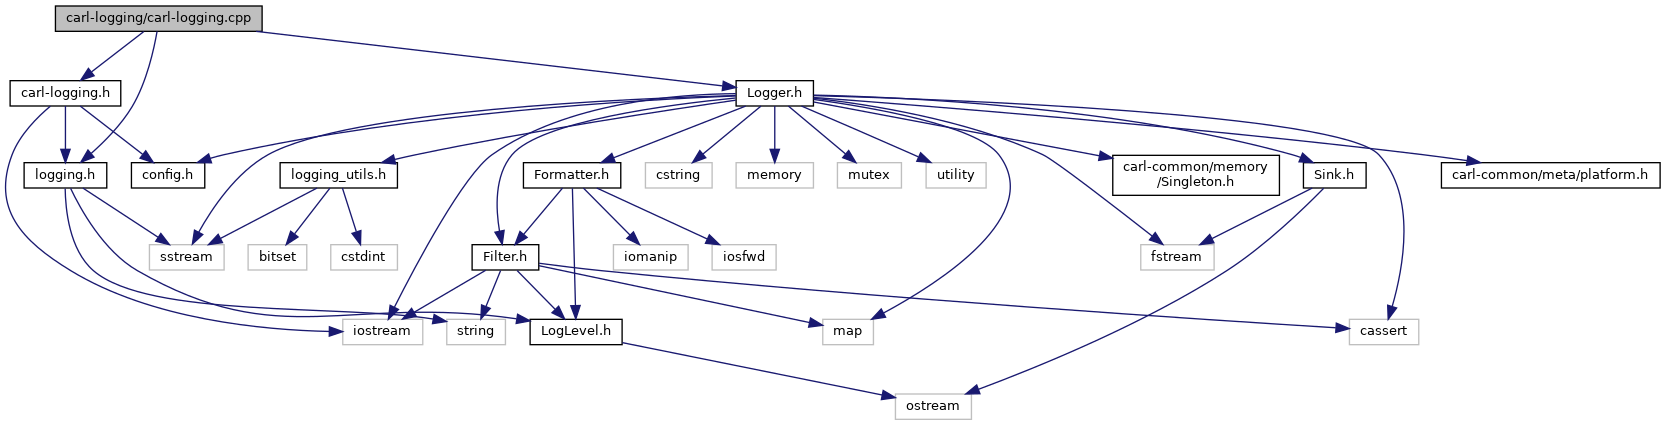 carl-logging/carl-logging.cpp
carl-logging.h
Logger.h
logging.h
config.h
logging_utils.h
Formatter.h
cstring
memory
mutex
utility
carl-common/memory
/Singleton.h
Sink.h
carl-common/meta/platform.h
sstream
bitset
cstdint
Filter.h
iomanip
iosfwd
fstream
iostream
string
LogLevel.h
map
cassert
ostream